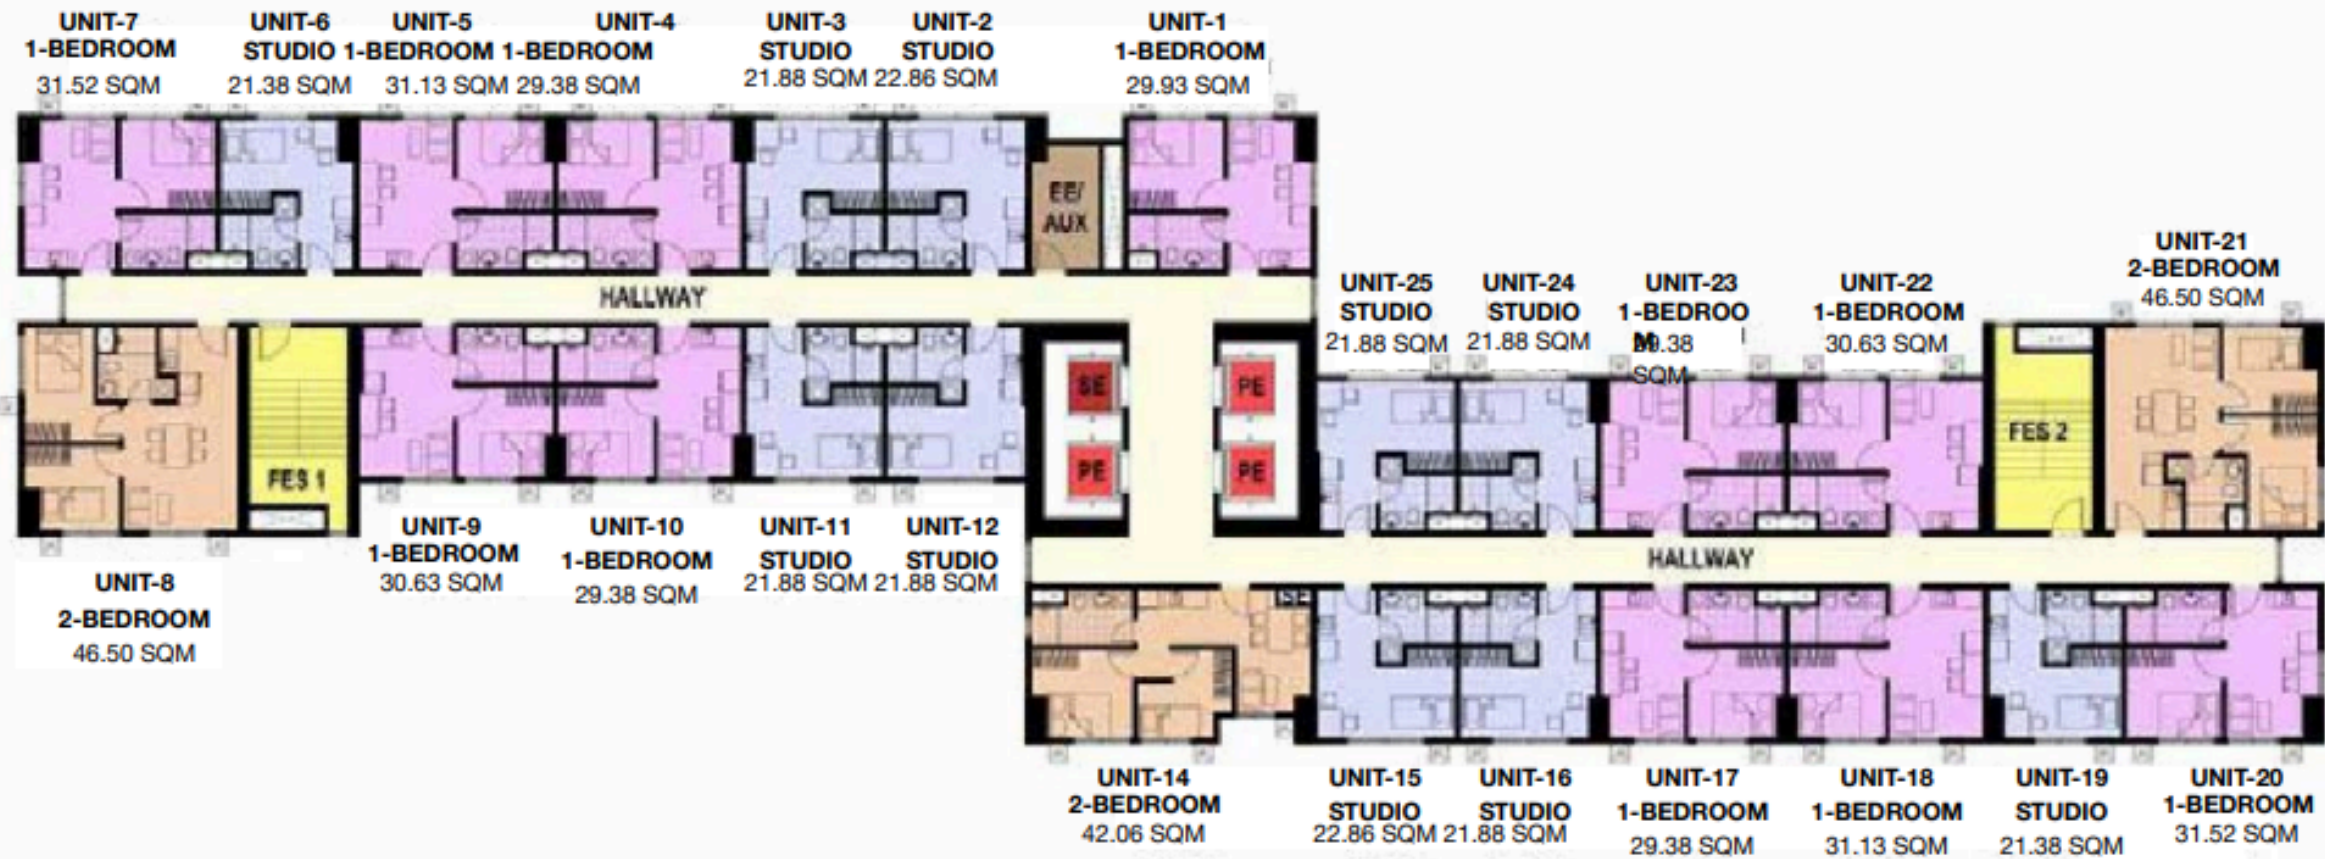 UNIT-7
1-BEDROOM
31.52 SQM
UNIT-6
STUDIO
21.38 SQM
UNIT-5
1-BEDROOM
31.13 SQM
UNIT-4
1-BEDROOM
29.38 SQM
UNIT-3
STUDIO
21.88 SQM
UNIT-2
STUDIO
22.86 SQM
UNIT-1
1-BEDROOM
29.93 SQM
EE/
AUX
HALLWAY
UNIT-25
STUDIO
21.88 SQM
UNIT-24
STUDIO
21.88 SQM
UNIT-23
1-BEDROO
M
9.38
SQM
UNIT-22
1-BEDROOM
30.63 SQM
UNIT-21
2-BEDROOM
46.50 SQM
SE
PE
PE
PE
FES 1
FES 2
UNIT-8
2-BEDROOM
46.50 SQM
UNIT-9
1-BEDROOM
30.63 SQM
UNIT-10
1-BEDROOM
29.38 SQM
UNIT-11
STUDIO
21.88 SQM
UNIT-12
STUDIO
21.88 SQM
HALLWAY
SE
UNIT-14
2-BEDROOM
42.06 SQM
UNIT-15
STUDIO
22.86 SQM
UNIT-16
STUDIO
21.88 SQM
UNIT-17
1-BEDROOM
29.38 SQM
UNIT-18
1-BEDROOM
31.13 SQM
UNIT-19
STUDIO
21.38 SQM
UNIT-20
1-BEDROOM
31.52 SQM